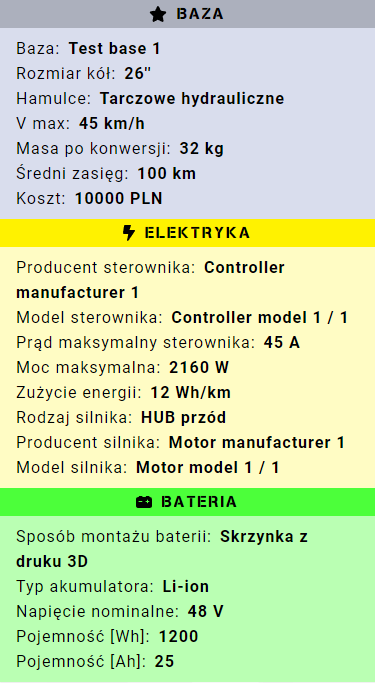 BAZA
Baza: Test base 1
Rozmiar kół: 26"
Hamulce: Tarczowe hydrauliczne
V max: 45 km/h
Masa po konwersji: 32 kg
Średni zasięg: 100 km
Koszt: 10000 PLN
ELEKTRYKA
Producent sterownika: Controller
manufacturer 1
Model sterownika: Controller model 1 / 1
Prąd maksymalny sterownika: 45 A
Moc maksymalna: 2160 W
Zużycie energii: 12 Wh/km
Rodzaj silnika: HUB przód
Producent silnika: Motor manufacturer 1
Model silnika: Motor model 1 / 1
BATERIA
Sposób montażu baterii: Skrzynka z
druku 3D
Typ akumulatora: Li-ion
Napięcie nominalne: 48 V
Pojemność [Wh]: 1200
Pojemność [Ah]: 25